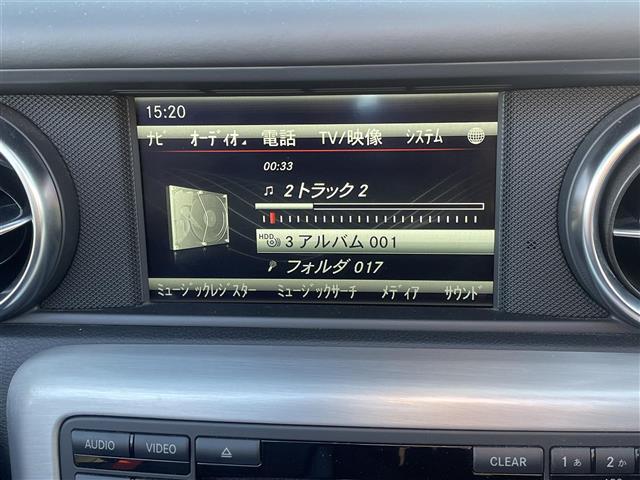 15:20
ﾅﾋﾞ ｵｰﾃﾞｨｵ 電話 TV/映像 ｼｽﾃﾑ
00:33
2トラック 2
HDD 3 アルバム 001
フォルダ 017
ﾐｭｰｼﾞｯｸﾚｼﾞｽﾀｰ ﾐｭｰｼﾞｯｸｻｰﾁ ﾒﾃﾞｨｱ ｻｳﾝﾄﾞ
AUDIO VIDEO CLEAR 1 あ 2 か